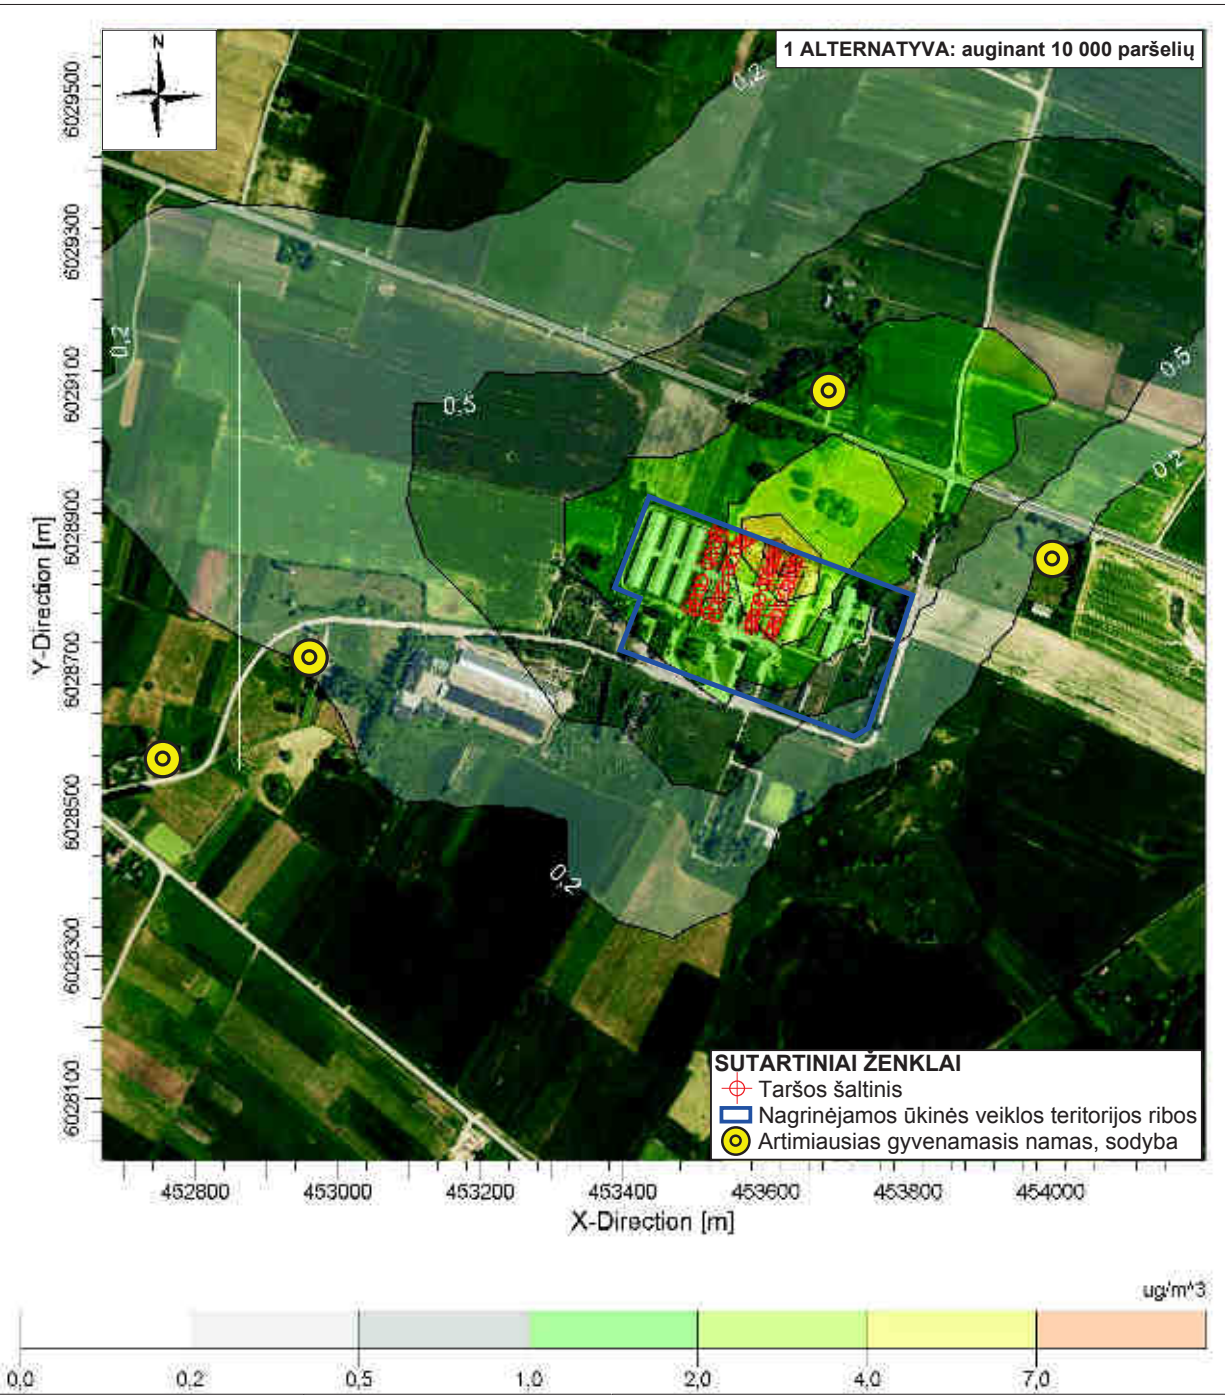 1 ALTERNATYVA: auginant 10 000 paršelių
N
0,2
0,5
0,2
0,5
0,2
1
0,2
6029500
6029300
6029100
6028900
6028700
6028500
6028300
6028100
Y-Direction [m]
SUTARTINIAI ŽENKLAI
Taršos šaltinis
Nagrinėjamos ūkinės veiklos teritorijos ribos
Artimiausias gyvenamasis namas, sodyba
452800 453000 453200 453400 453600 453800 454000
X-Direction [m]
ug/m^3
0,0 0,2 0,5 1,0 2,0 4,0 7,0